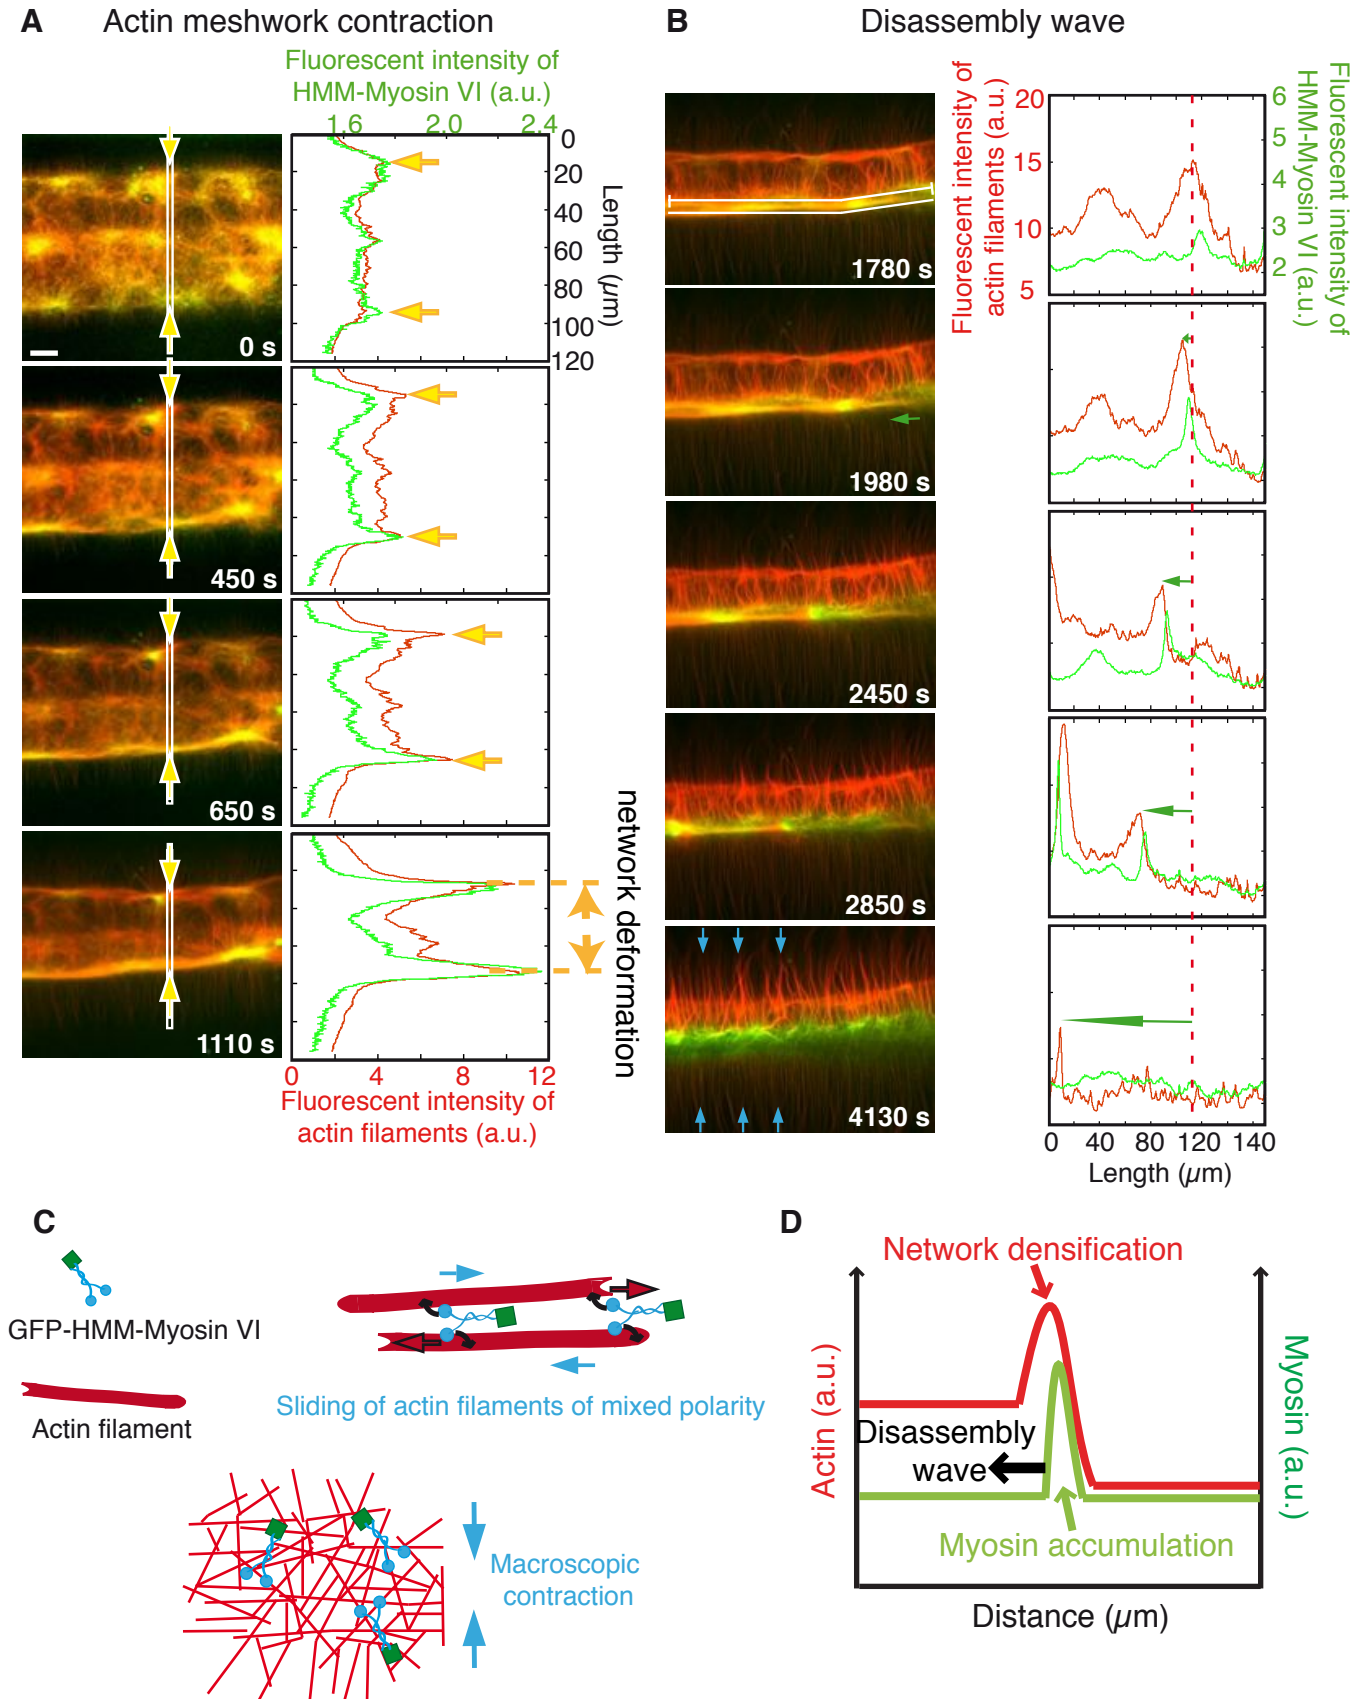 A Actin meshwork contraction
Fluorescent intensity of
HMM-Myosin VI (a.u.)
1.6 2.0 2.4
0
20
40
60
80
100
120
Length (µm)
0 s
450 s
650 s
1110 s
network deformation
0 4 8 12
Fluorescent intensity of
actin filaments (a.u.)
B Disassembly wave
Fluorescent intensity of
actin filaments (a.u.)
20
15
10
5
6
5
4
3
2
Fluorescent intensity of
HMM-Myosin VI (a.u.)
1780 s
1980 s
2450 s
2850 s
4130 s
0 40 80 120 140
Length (µm)
C
GFP-HMM-Myosin VI
Actin filament
Sliding of actin filaments of mixed polarity
Macroscopic
contraction
D
Network densification
Actin (a.u.)
Myosin (a.u.)
Disassembly
wave
Myosin accumulation
Distance (µm)